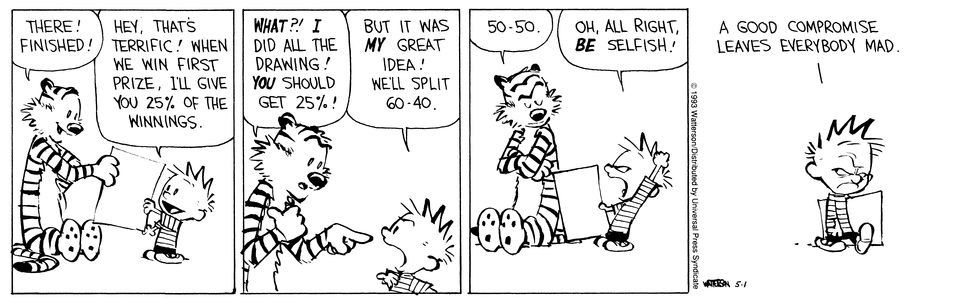 THERE!
FINISHED!
HEY, THAT'S
TERRIFIC! WHEN
WE WIN FIRST
PRIZE, I'LL GIVE
YOU 25% OF THE
WINNINGS.
WHAT?! I
DID ALL THE
DRAWING!
YOU SHOULD
GET 25%!
BUT IT WAS
MY GREAT
IDEA!
WE'LL SPLIT
60-40.
50-50.
OH, ALL RIGHT,
BE SELFISH!
© 1993 Watterson/Distributed by Universal Press Syndicate
A GOOD COMPROMISE
LEAVES EVERYBODY MAD.
WATTERSON 5-1